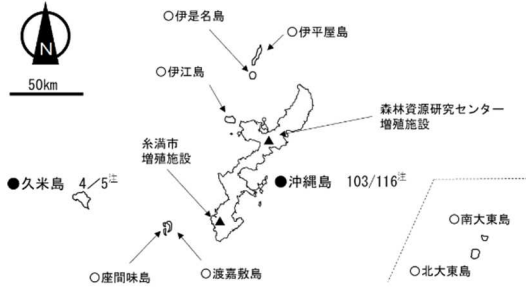 N
50km
○伊是名島
○伊平屋島
○伊江島
森林資源研究センター
増殖施設
糸満市
増殖施設
●久米島 4/5注
●沖縄島 103/116注
○南大東島
○北大東島
○座間味島
○渡嘉敷島